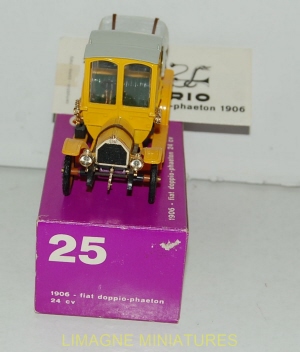 RIO
-phaeton 1906
1906 - fiat doppio-phaeton 24 cv
25
1906 - fiat doppio-phaeton
24 cv
LIMAGNE MINIATURES